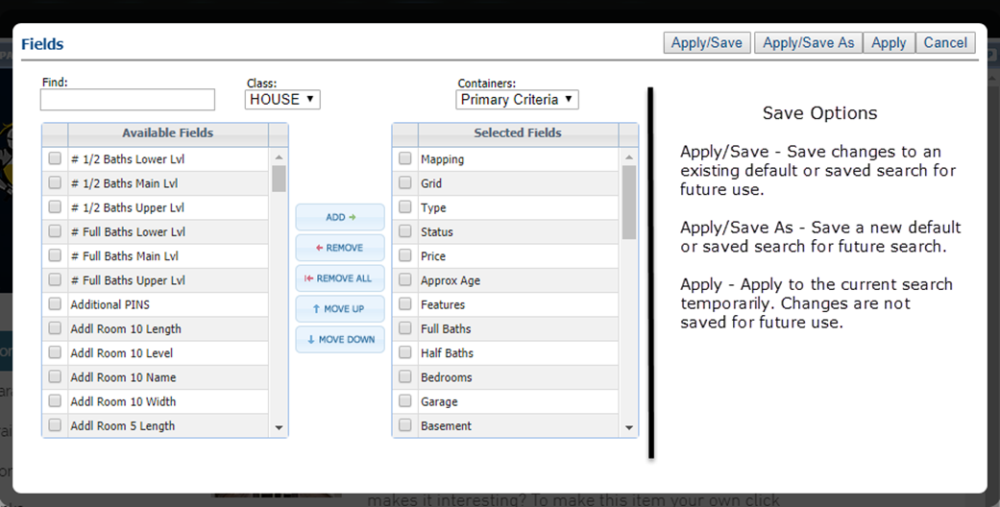 Fields
Apply/Save
Apply/Save As
Apply
Cancel
Find:
Class:
HOUSE
Containers:
Primary Criteria
Available Fields
# 1/2 Baths Lower Lvl
# 1/2 Baths Main Lvl
# 1/2 Baths Upper Lvl
# Full Baths Lower Lvl
# Full Baths Main Lvl
# Full Baths Upper Lvl
Additional PINS
Addl Room 10 Length
Addl Room 10 Level
Addl Room 10 Name
Addl Room 10 Width
Addl Room 5 Length
ADD
REMOVE
REMOVE ALL
MOVE UP
MOVE DOWN
Selected Fields
Mapping
Grid
Type
Status
Price
Approx Age
Features
Full Baths
Half Baths
Bedrooms
Garage
Basement
Save Options
Apply/Save - Save changes to an
existing default or saved search for
future use.
Apply/Save As - Save a new default
or saved search for future search.
Apply - Apply to the current search
temporarily. Changes are not
saved for future use.
makes it interesting? To make this item your own click